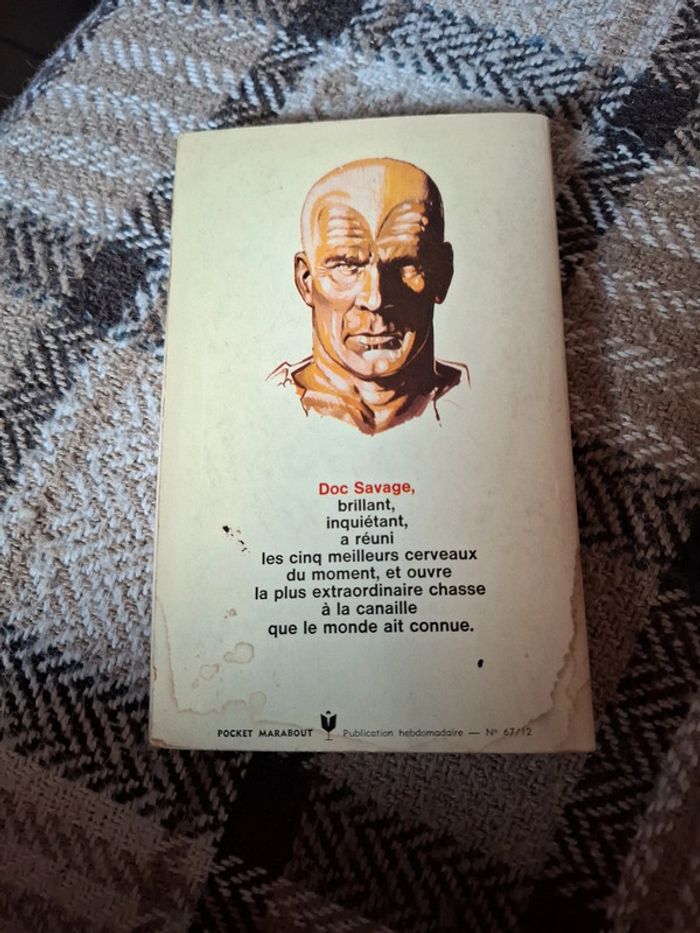 Doc Savage,
brillant,
inquiétant,
a réuni
les cinq meilleurs cerveaux
du moment, et ouvre
la plus extraordinaire chasse
à la canaille
que le monde ait connue.
POCKET MARABOUT Publication hebdomadaire — N° 67/12